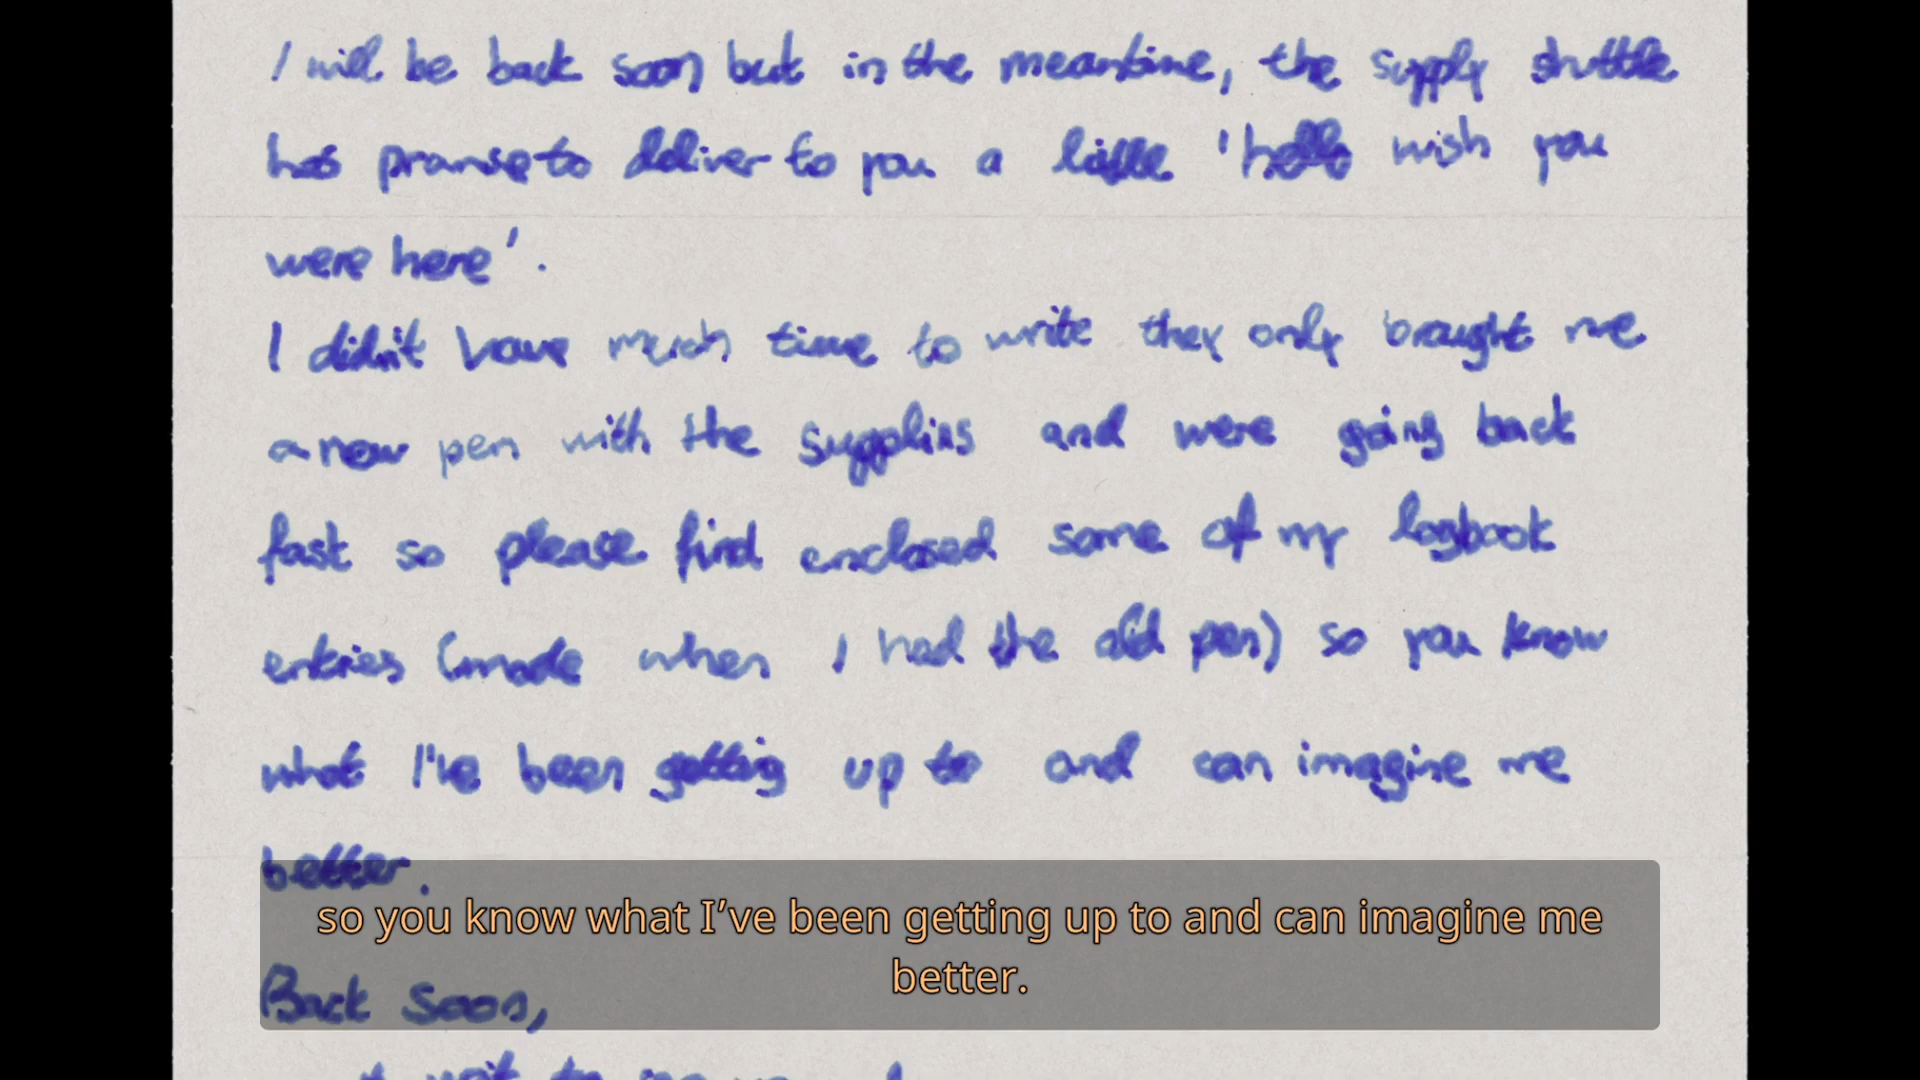 I will be back soon but in the meantime, the supply shuttle
has promise to deliver to you a little 'hello wish you
were here'.
I didn't have much time to write they only brought me
a new pen with the supplies and were going back
fast so please find enclosed some of my logbook
entries (made when I had the old pen) so you know
what I've been getting up to and can imagine me
better.
so you know what I’ve been getting up to and can imagine me
better.
Back Soon,